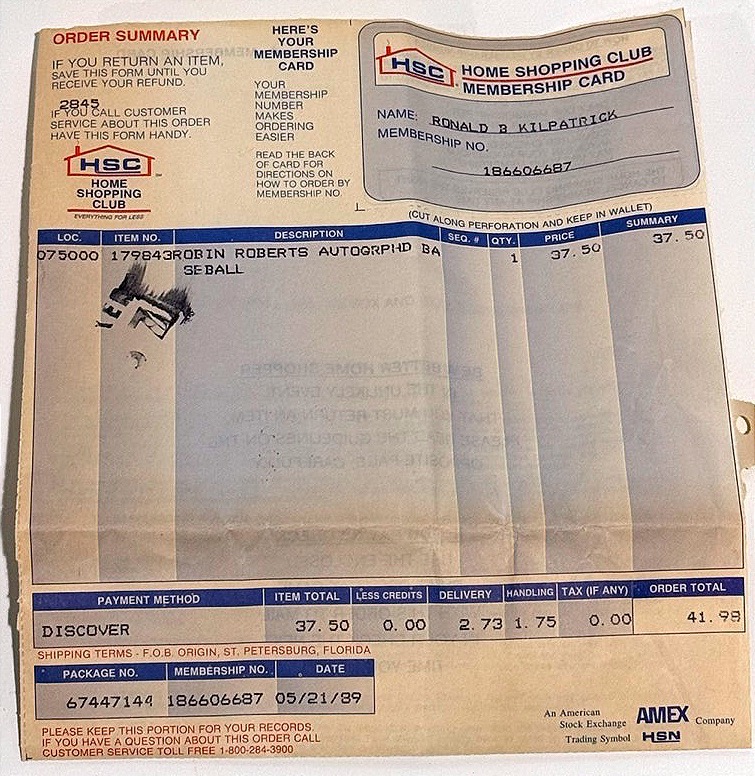 ORDER SUMMARY
IF YOU RETURN AN ITEM,
SAVE THIS FORM UNTIL YOU
RECEIVE YOUR REFUND.
2845
IF YOU CALL CUSTOMER
SERVICE ABOUT THIS ORDER
HAVE THIS FORM HANDY.
HSC
HOME
SHOPPING
CLUB
EVERYTHING FOR LESS
HERE'S
YOUR
MEMBERSHIP
CARD
YOUR
MEMBERSHIP
NUMBER
MAKES
ORDERING
EASIER
READ THE BACK
OF CARD FOR
DIRECTIONS ON
HOW TO ORDER BY
MEMBERSHIP NO.
HSC HOME SHOPPING CLUB
MEMBERSHIP CARD
NAME: RONALD B KILPATRICK
MEMBERSHIP NO.
186606687
(CUT ALONG PERFORATION AND KEEP IN WALLET)
LOC. ITEM NO. DESCRIPTION SEQ. # QTY. PRICE SUMMARY
075000 179843ROBIN ROBERTS AUTOGRPHD BA 1 37.50 37.50
SEBALL
PAYMENT METHOD ITEM TOTAL LESS CREDITS DELIVERY HANDLING TAX (IF ANY) ORDER TOTAL
DISCOVER 37.50 0.00 2.73 1.75 0.00 41.98
SHIPPING TERMS - F.O.B. ORIGIN, ST. PETERSBURG, FLORIDA
PACKAGE NO. MEMBERSHIP NO. DATE
67447144 186606687 05/21/89
PLEASE KEEP THIS PORTION FOR YOUR RECORDS.
IF YOU HAVE A QUESTION ABOUT THIS ORDER CALL
CUSTOMER SERVICE TOLL FREE 1-800-284-3900
An American
Stock Exchange AMEX Company
Trading Symbol HSN